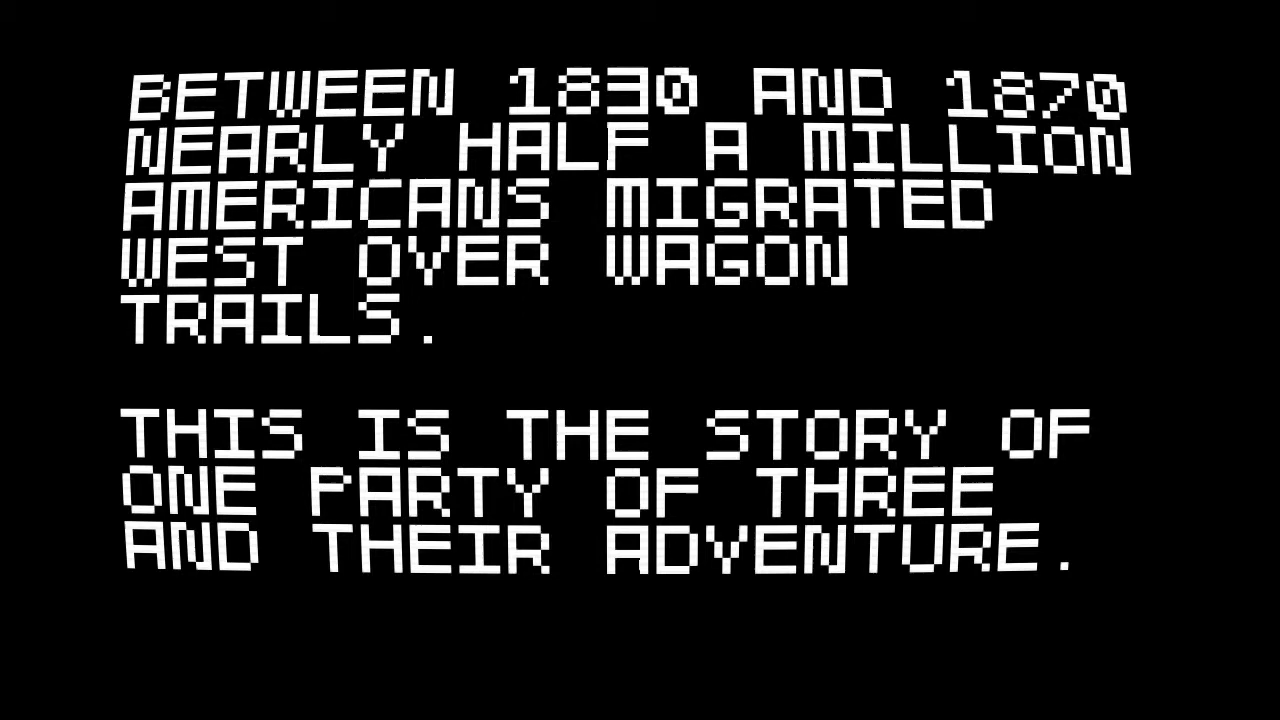 BETWEEN 1830 AND 1870
NEARLY HALF A MILLION
AMERICANS MIGRATED
WEST OVER WAGON
TRAILS.
THIS IS THE STORY OF
ONE PARTY OF THREE
AND THEIR ADVENTURE.